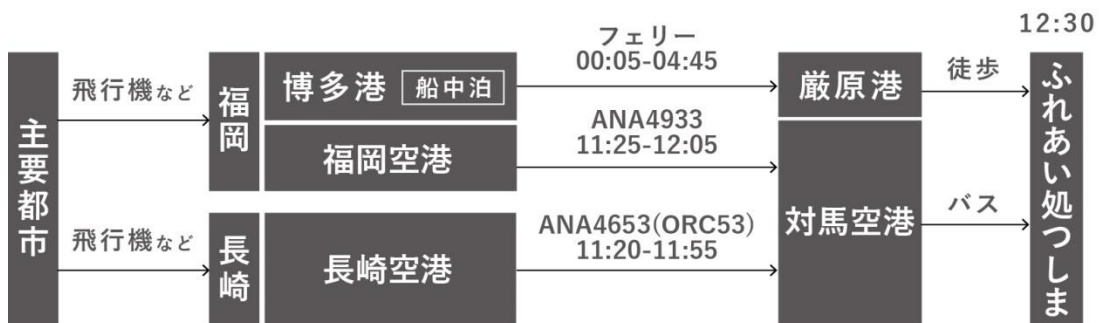 12:30
主要都市
飛行機など
福岡
博多港 船中泊
フェリー
00:05-04:45
厳原港
徒歩
ふれあい処つしま
福岡空港
ANA4933
11:25-12:05
対馬空港
バス
飛行機など
長崎
長崎空港
ANA4653(ORC53)
11:20-11:55